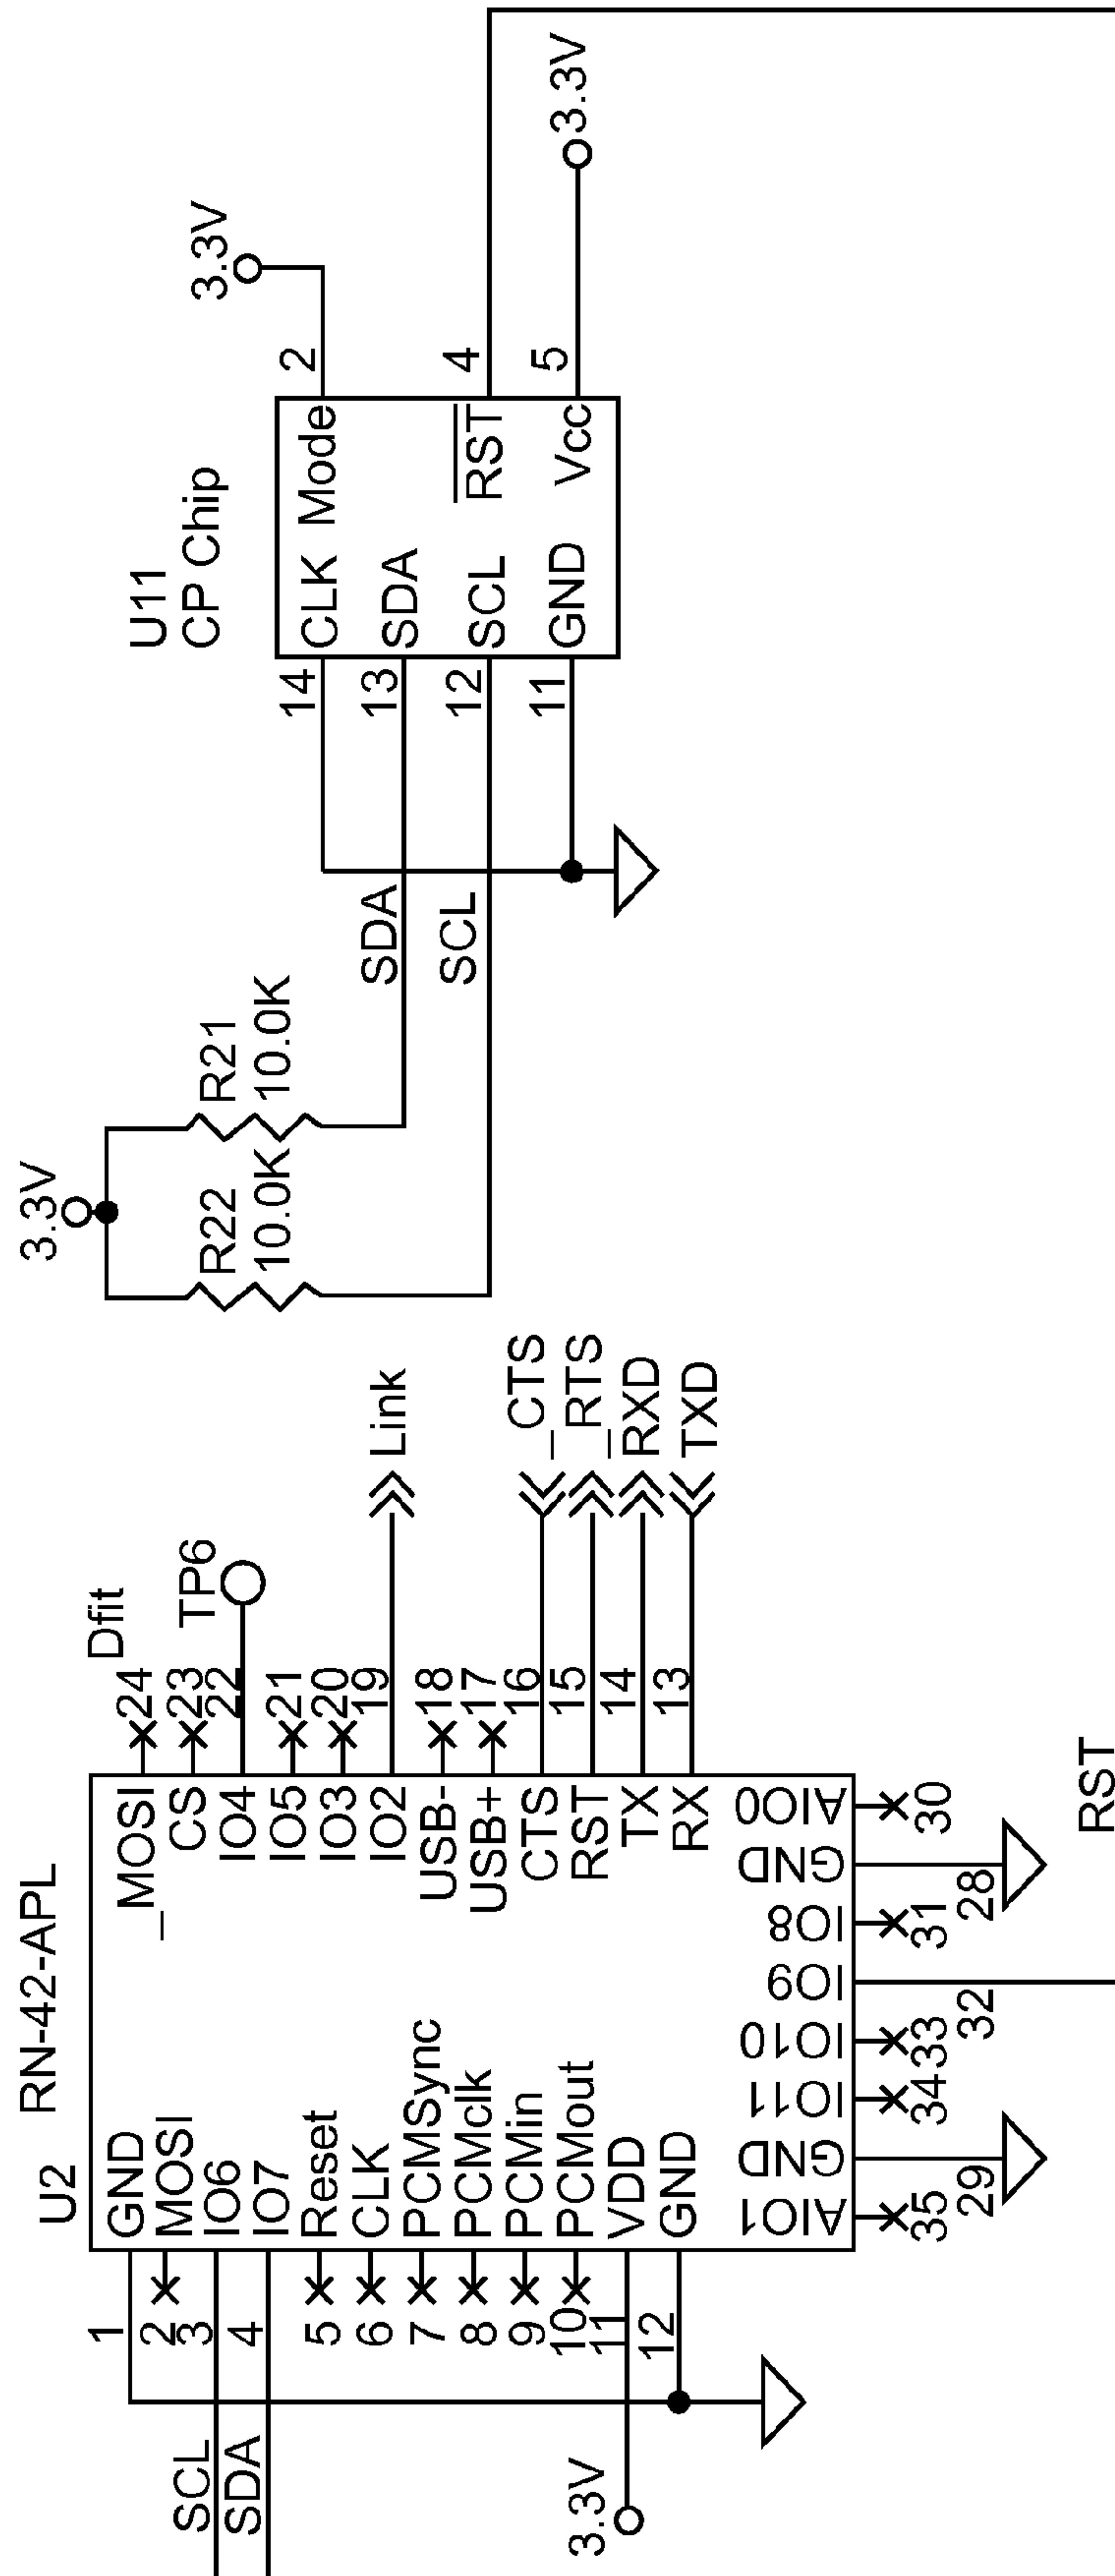 U2
RN-42-APL
Dfit
1
GND
2
MOSI
SCL
3
IO6
SDA
4
IO7
5
Reset
6
CLK
7
PCMSync
8
PCMclk
9
PCMin
10
PCMout
3.3V
11
VDD
12
GND
_MOSI
24
CS
23
IO4
22
TP6
IO5
21
IO3
20
IO2
19
Link
USB-
18
USB+
17
CTS
16
_CTS
RST
15
_RTS
TX
14
RXD
RX
13
TXD
AIO1
35
GND
29
IO11
34
IO10
33
IO9
32
IO8
31
GND
28
AIO0
30
RST
3.3V
R22
10.0K
R21
10.0K
SDA
SCL
U11
CP Chip
14
CLK
Mode
2
3.3V
13
SDA
12
SCL
RST
4
11
GND
Vcc
5
3.3V